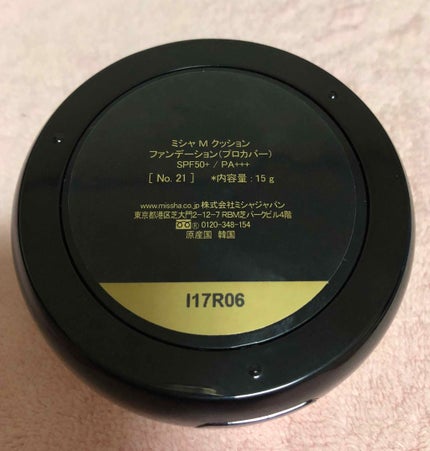 ミシャ M クッション
ファンデーション(プロカバー)
SPF50+ / PA+++
[ No. 21 ] *内容量 : 15 g
www.missha.co.jp 株式会社ミシャジャパン
東京都港区芝大門2-12-7 RBM芝パークビル4階
0120-348-154
原産国 韓国
I17R06